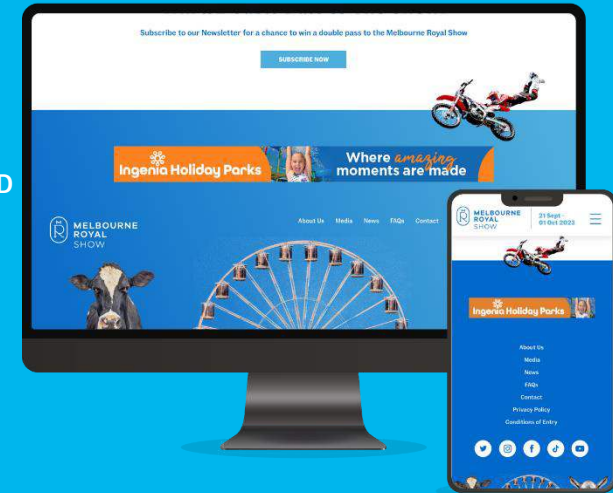 Subscribe to our Newsletter for a chance to win a double pass to the Melbourne Royal Show
SUBSCRIBE NOW
D
Ingenia Holiday Parks
Where amazing
moments are made
MELBOURNE
ROYAL
SHOW
About Us Media News FAQs Contact
MELBOURNE
ROYAL
SHOW
21 Sept -
01 Oct 2023
Ingenia Holiday Parks
About Us
Media
News
FAQs
Contact
Privacy Policy
Conditions of Entry